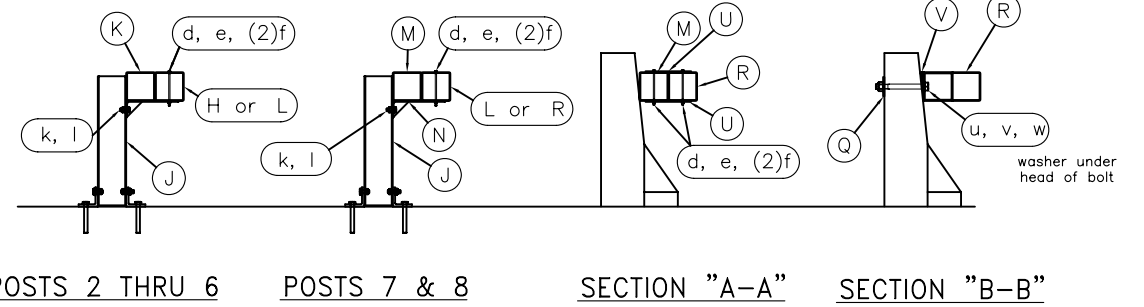 K
d, e, (2)f
H or L
k, l
J
POSTS 2 THRU 6
M
d, e, (2)f
L or R
N
k, l
J
POSTS 7 & 8
M
U
R
U
d, e, (2)f
SECTION "A-A"
V
R
Q
u, v, w
washer under
head of bolt
SECTION "B-B"